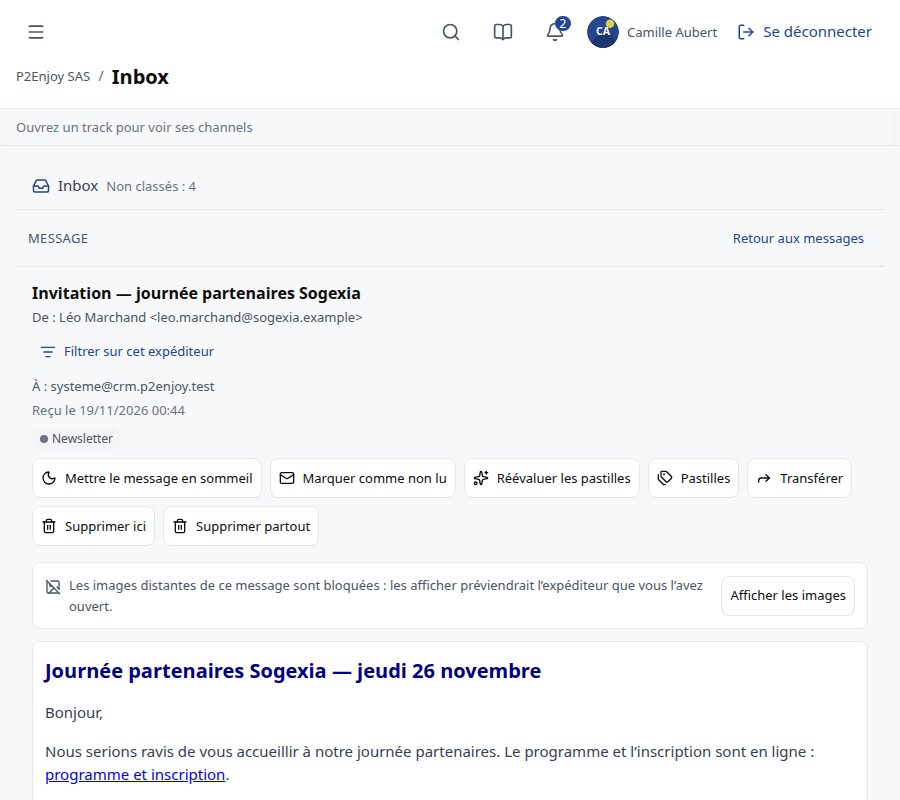 2
CA
Camille Aubert
Se déconnecter
P2Enjoy SAS / Inbox
Ouvrez un track pour voir ses channels
Inbox Non classés : 4
MESSAGE
Retour aux messages
Invitation — journée partenaires Sogexia
De : Léo Marchand <leo.marchand@sogexia.example>
Filtrer sur cet expéditeur
À : systeme@crm.p2enjoy.test
Reçu le 19/11/2026 00:44
Newsletter
Mettre le message en sommeil
Marquer comme non lu
Réévaluer les pastilles
Pastilles
Transférer
Supprimer ici
Supprimer partout
Les images distantes de ce message sont bloquées : les afficher préviendrait l’expéditeur que vous l’avez
ouvert.
Afficher les images
Journée partenaires Sogexia — jeudi 26 novembre
Bonjour,
Nous serions ravis de vous accueillir à notre journée partenaires. Le programme et l’inscription sont en ligne :
programme et inscription.